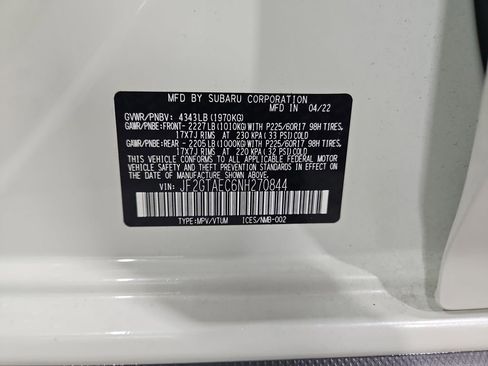 MFD BY SUBARU CORPORATION
MFD IN 04/22
GVWR/PNBV: 4343LB (1970KG)
GAWR/PNBE:FRONT- 2227LB (1010KG) WITH P225/60R17 98H TIRES,
17X7J RIMS AT 230 KPA (33 PSI) COLD
GAWR/PNBE:REAR - 2205LB (1000KG) WITH P225/60R17 98H TIRES,
17X7J RIMS AT 220 KPA (32 PSI) COLD
THIS VEHICLE CONFORMS TO ALL APPLICABLE
FEDERAL MOTOR VEHICLE SAFETY, BUMPER, AND
THEFT PREVENTION STANDARDS IN EFFECT ON THE
DATE OF MANUFACTURE SHOWN ABOVE.
VIN: JF2GTAEC6NH270844
TYPE:MPV/VTUM ICES/NMB-002